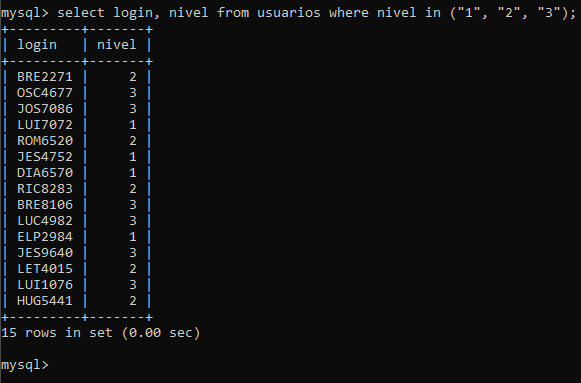 mysql> select login, nivel from usuarios where nivel in ("1", "2", "3");
+---------+-------+
| login   | nivel |
+---------+-------+
| BRE2271 |     2 |
| OSC4677 |     3 |
| JOS7086 |     3 |
| LUI7072 |     1 |
| ROM6520 |     2 |
| JES4752 |     1 |
| DIA6570 |     1 |
| RIC8283 |     2 |
| BRE8106 |     3 |
| LUC4982 |     3 |
| ELP2984 |     1 |
| JES9640 |     3 |
| LET4015 |     2 |
| LUI1076 |     3 |
| HUG5441 |     2 |
+---------+-------+
15 rows in set (0.00 sec)
mysql>